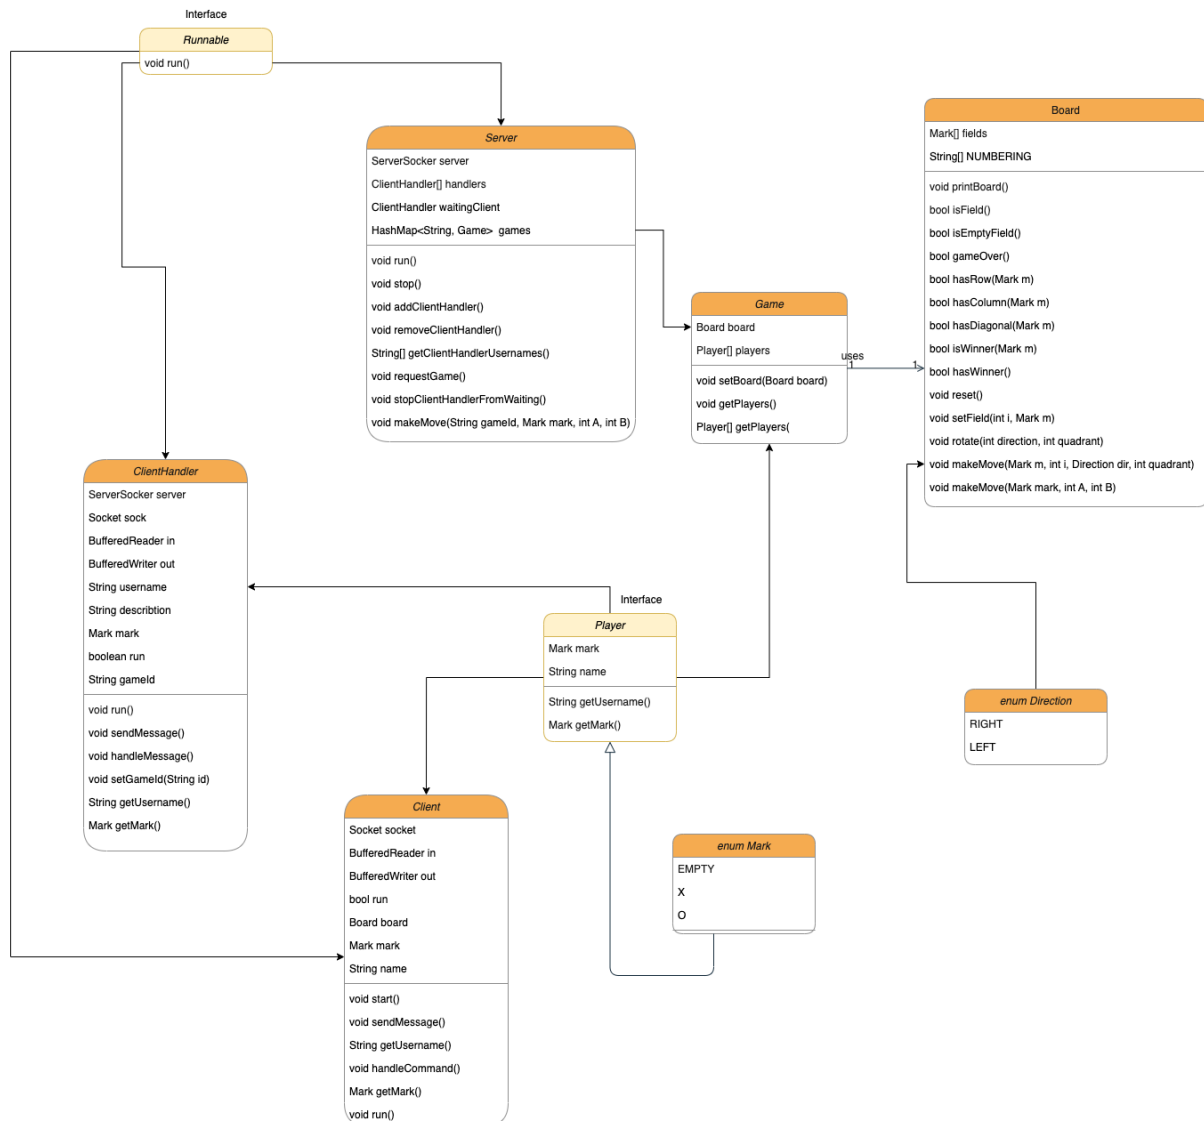 Interface
Runnable
void run()
Server
ServerSocker server
ClientHandler[] handlers
ClientHandler waitingClient
HashMap<String, Game>  games
void run()
void stop()
void addClientHandler()
void removeClientHandler()
String[] getClientHandlerUsernames()
void requestGame()
void stopClientHandlerFromWaiting()
void makeMove(String gameId, Mark mark, int A, int B)
Board
Mark[] fields
String[] NUMBERING
void printBoard()
bool isField()
bool isEmptyField()
bool gameOver()
bool hasRow(Mark m)
bool hasColumn(Mark m)
bool hasDiagonal(Mark m)
bool isWinner(Mark m)
bool hasWinner()
void reset()
void setField(int i, Mark m)
void rotate(int direction, int quadrant)
void makeMove(Mark m, int i, Direction dir, int quadrant)
void makeMove(Mark mark, int A, int B)
Game
Board board
Player[] players
void setBoard(Board board)
void getPlayers()
Player[] getPlayers(
uses
1
1
ClientHandler
ServerSocker server
Socket sock
BufferedReader in
BufferedWriter out
String username
String describtion
Mark mark
boolean run
String gameId
void run()
void sendMessage()
void handleMessage()
void setGameId(String id)
String getUsername()
Mark getMark()
Interface
Player
Mark mark
String name
String getUsername()
Mark getMark()
enum Direction
RIGHT
LEFT
Client
Socket socket
BufferedReader in
BufferedWriter out
bool run
Board board
Mark mark
String name
void start()
void sendMessage()
String getUsername()
void handleCommand()
Mark getMark()
void run()
enum Mark
EMPTY
X
O